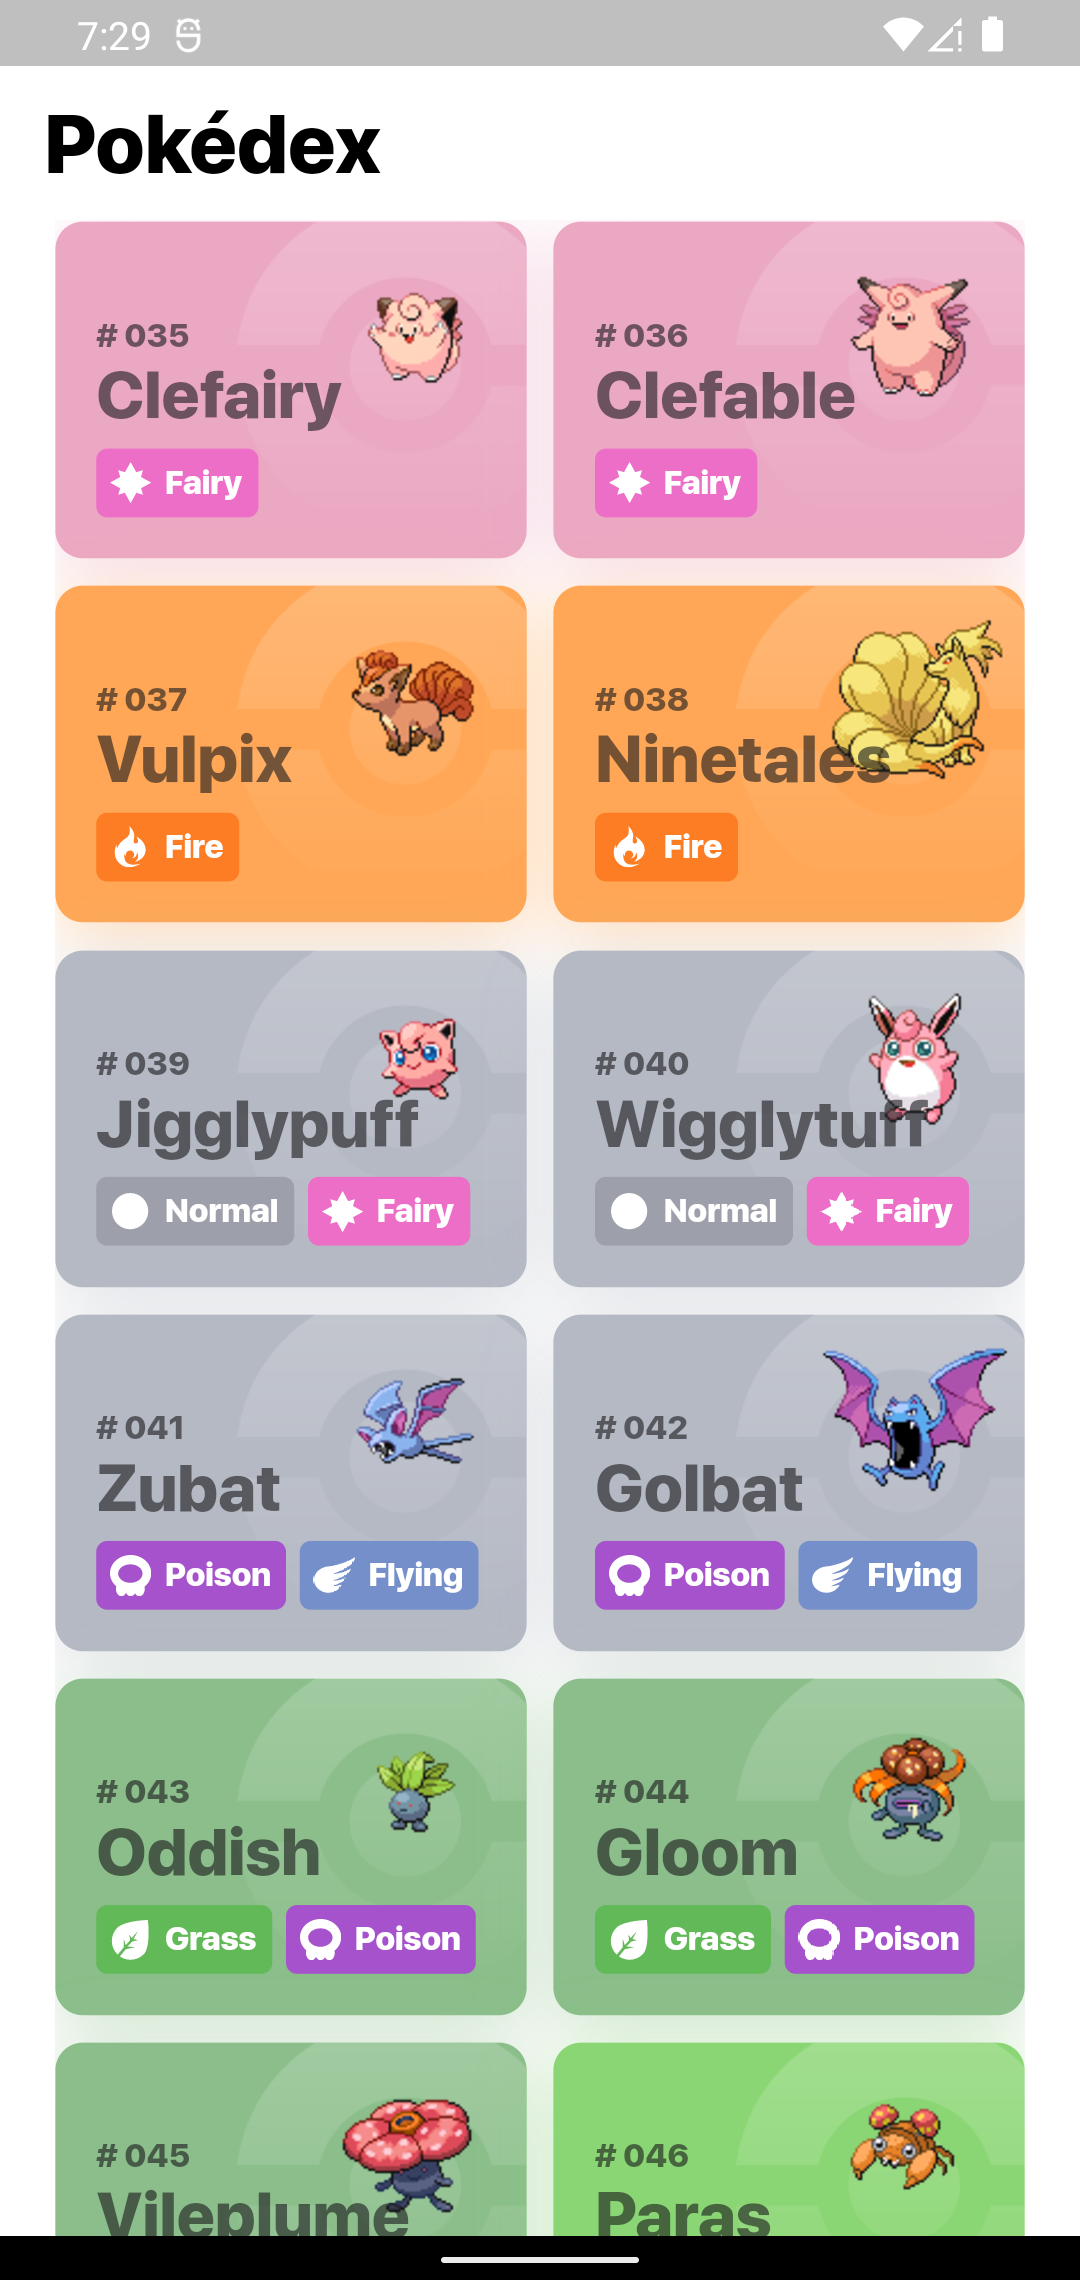 7:29
Pokédex
# 035
Clefairy
Fairy
# 036
Clefable
Fairy
# 037
Vulpix
Fire
# 038
Ninetales
Fire
# 039
Jigglypuff
Normal Fairy
# 040
Wigglytuff
Normal Fairy
# 041
Zubat
Poison Flying
# 042
Golbat
Poison Flying
# 043
Oddish
Grass Poison
# 044
Gloom
Grass Poison
# 045
Vileplume
# 046
Paras